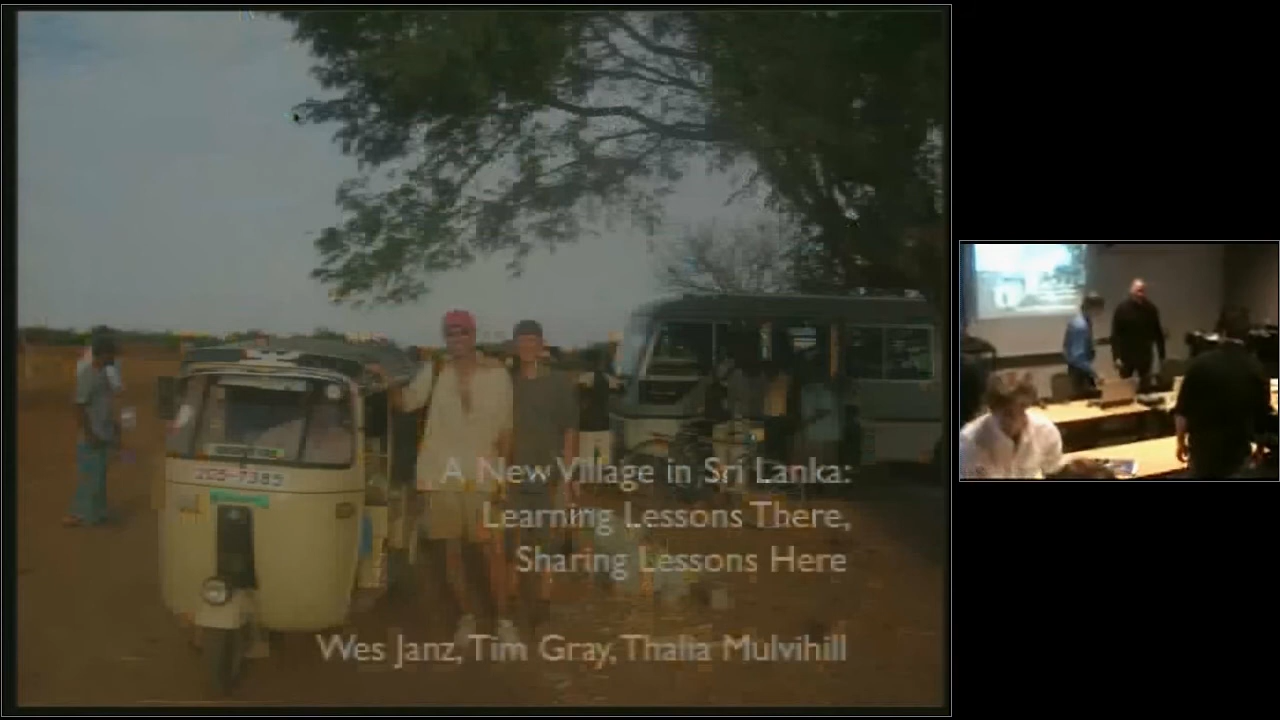 A New Village in Sri Lanka:
Learning Lessons There,
Sharing Lessons Here
Wes Janz, Tim Gray, Thalia Mulvihill